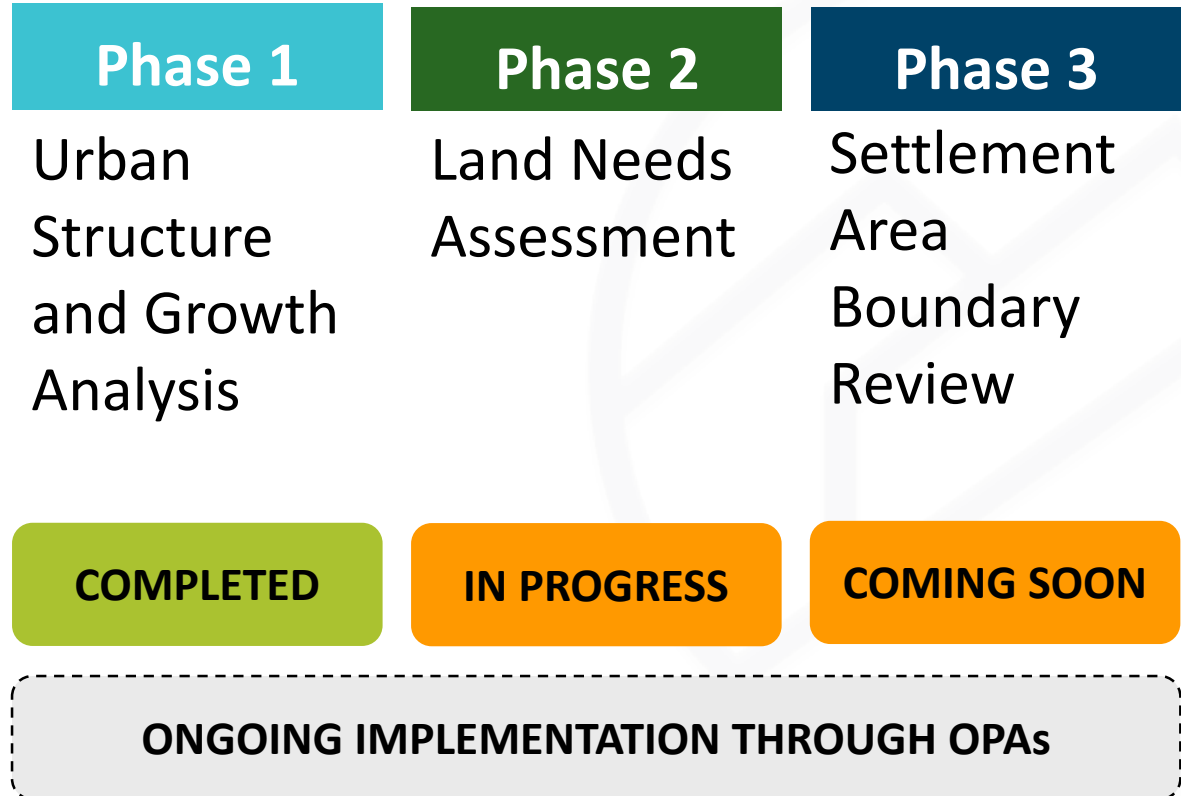 Phase 1
Urban
Structure
and Growth
Analysis
COMPLETED
Phase 2
Land Needs
Assessment
IN PROGRESS
Phase 3
Settlement
Area
Boundary
Review
COMING SOON
ONGOING IMPLEMENTATION THROUGH OPAs